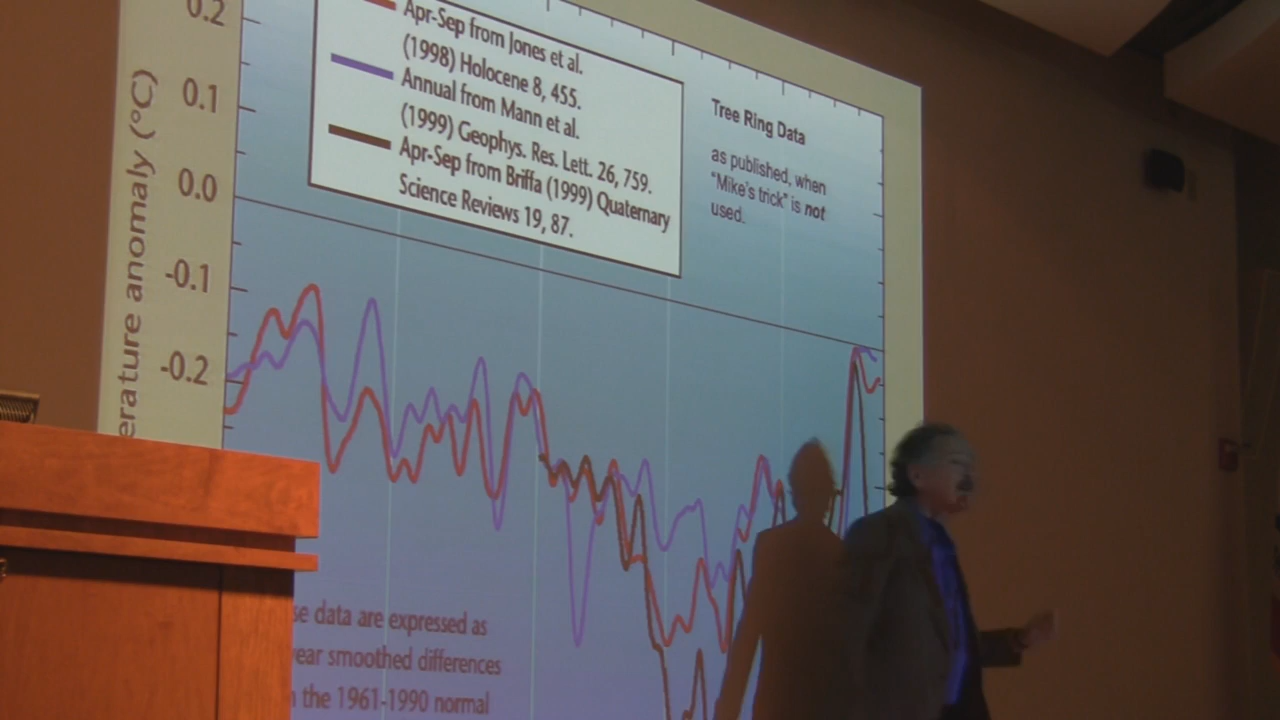 0.2
0.1
0.0
-0.1
-0.2
erature anomaly (°C)
Apr-Sep from Jones et al.
(1998) Holocene 8, 455.
Annual from Mann et al.
(1999) Geophys. Res. Lett. 26, 759.
Apr-Sep from Briffa (1999) Quaternary
Science Reviews 19, 87.
Tree Ring Data
as published, when
"Mike's trick" is not
used.
se data are expressed as
ear smoothed differences
the 1961-1990 normal